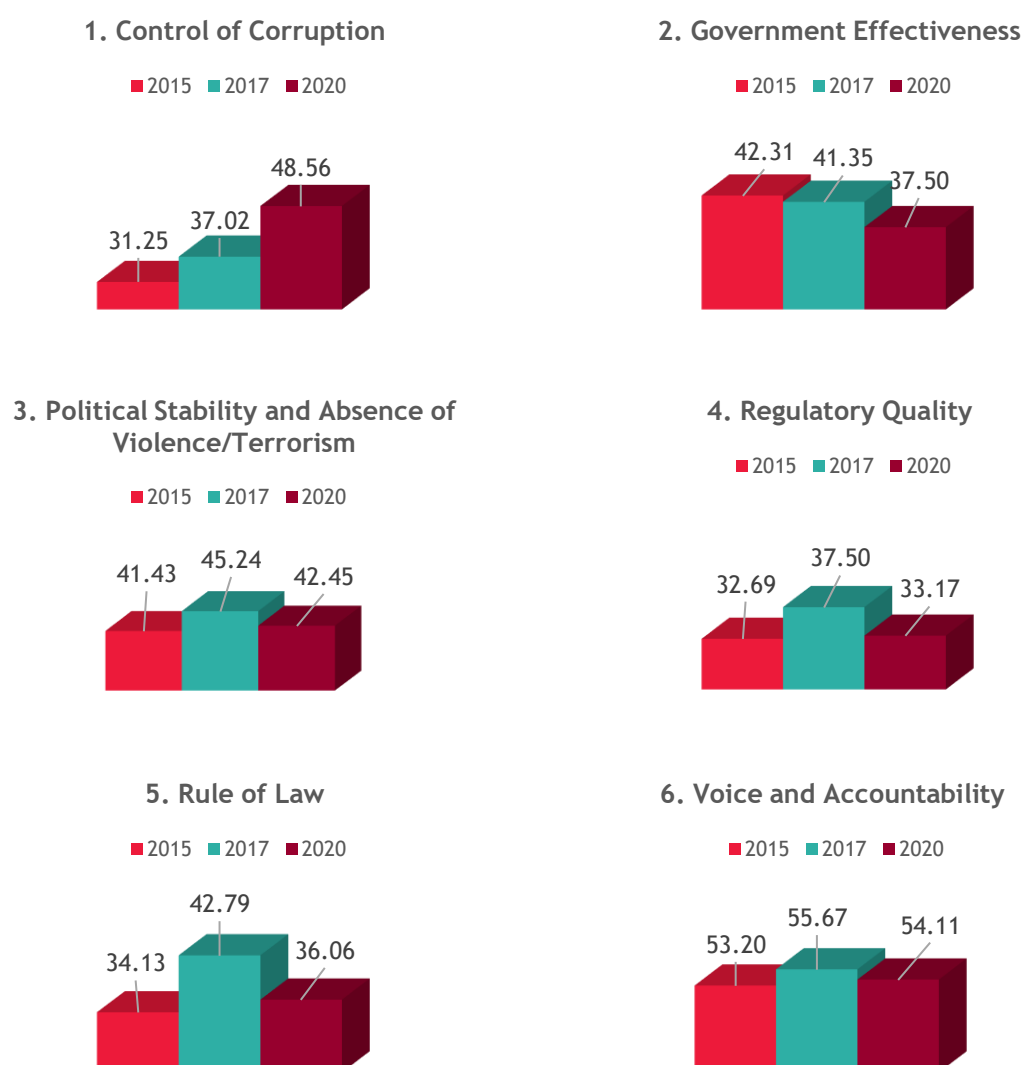 1. Control of Corruption
2015 2017 2020
31.25
37.02
48.56
2. Government Effectiveness
2015 2017 2020
42.31
41.35
37.50
3. Political Stability and Absence of
Violence/Terrorism
2015 2017 2020
41.43
45.24
42.45
4. Regulatory Quality
2015 2017 2020
32.69
37.50
33.17
5. Rule of Law
2015 2017 2020
34.13
42.79
36.06
6. Voice and Accountability
2015 2017 2020
53.20
55.67
54.11